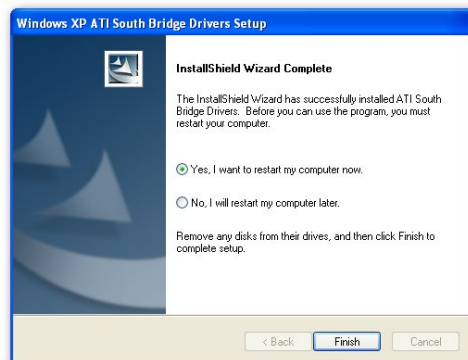 Windows XP ATI South Bridge Drivers Setup
InstallShield Wizard Complete
The InstallShield Wizard has successfully installed ATI South
Bridge Drivers. Before you can use the program, you must
restart your computer.
Yes, I want to restart my computer now.
No, I will restart my computer later.
Remove any disks from their drives, and then click Finish to
complete setup.
< Back Finish Cancel